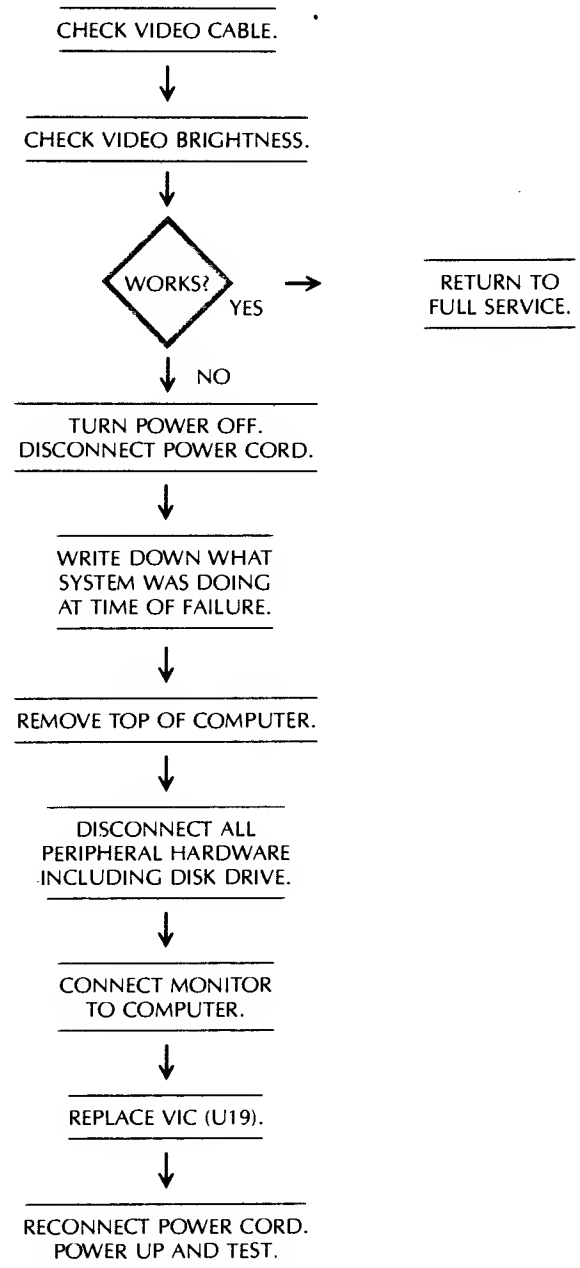 CHECK VIDEO CABLE.
CHECK VIDEO BRIGHTNESS.
WORKS?
YES
RETURN TO
FULL SERVICE.
NO
TURN POWER OFF.
DISCONNECT POWER CORD.
WRITE DOWN WHAT
SYSTEM WAS DOING
AT TIME OF FAILURE.
REMOVE TOP OF COMPUTER.
DISCONNECT ALL
PERIPHERAL HARDWARE
INCLUDING DISK DRIVE.
CONNECT MONITOR
TO COMPUTER.
REPLACE VIC (U19).
RECONNECT POWER CORD.
POWER UP AND TEST.